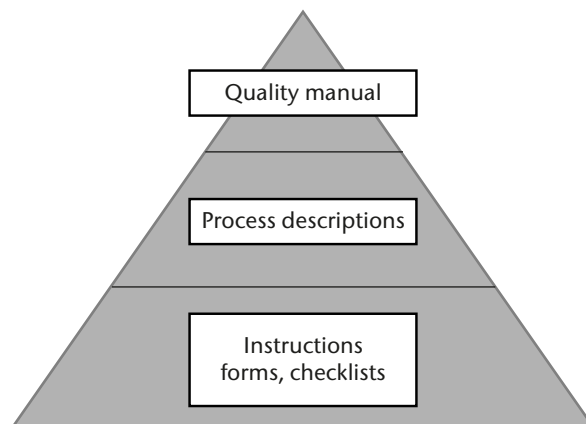 Quality manual
Process descriptions
Instructions
forms, checklists